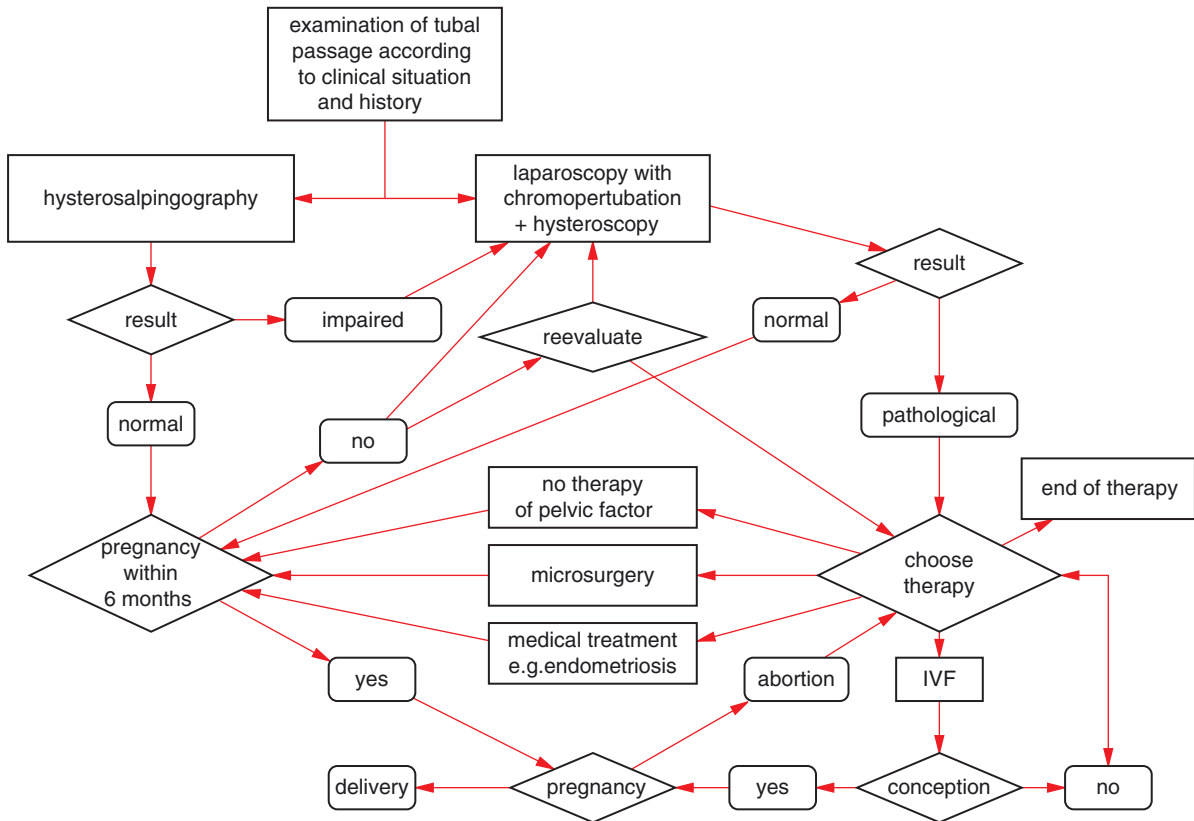 examination of tubal
passage according
to clinical situation
and history
hysterosalpingography
laparoscopy with
chromopertubation
+ hysteroscopy
result
result
impaired
normal
reevaluate
normal
no
pathological
no therapy
of pelvic factor
end of therapy
pregnancy
within
6 months
microsurgery
choose
therapy
medical treatment
e.g.endometriosis
yes
abortion
IVF
delivery
pregnancy
yes
conception
no